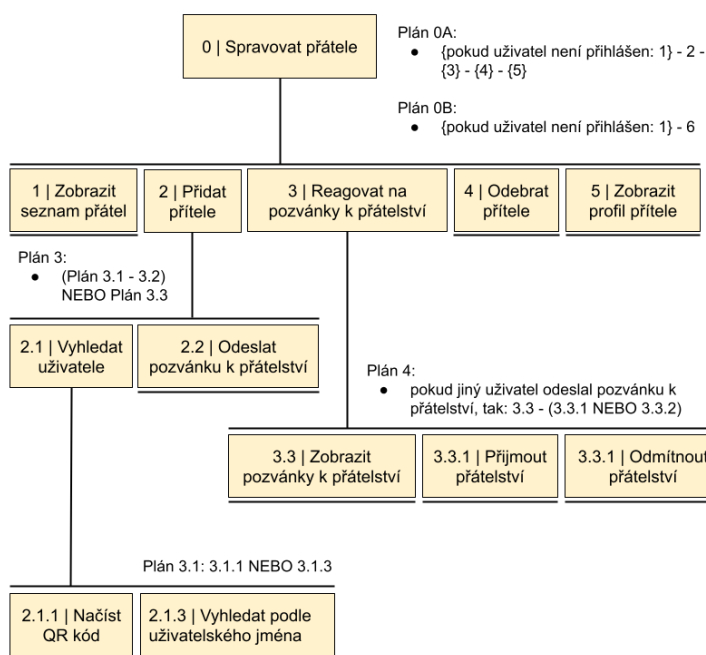 0 | Spravovat přátele
Plán 0A:
● {pokud uživatel není přihlášen: 1} - 2 -
{3} - {4} - {5}
Plán 0B:
● {pokud uživatel není přihlášen: 1} - 6
1 | Zobrazit
seznam přátel
2 | Přidat
přítele
3 | Reagovat na
pozvánky k přátelství
4 | Odebrat
přítele
5 | Zobrazit
profil přítele
Plán 3:
● (Plán 3.1 - 3.2)
NEBO Plán 3.3
2.1 | Vyhledat
uživatele
2.2 | Odeslat
pozvánku k přátelství
Plán 4:
● pokud jiný uživatel odeslal pozvánku k
přátelství, tak: 3.3 - (3.3.1 NEBO 3.3.2)
3.3 | Zobrazit
pozvánky k přátelství
3.3.1 | Přijmout
přátelství
3.3.1 | Odmítnout
přátelství
Plán 3.1: 3.1.1 NEBO 3.1.3
2.1.1 | Načíst
QR kód
2.1.3 | Vyhledat podle
uživatelského jména